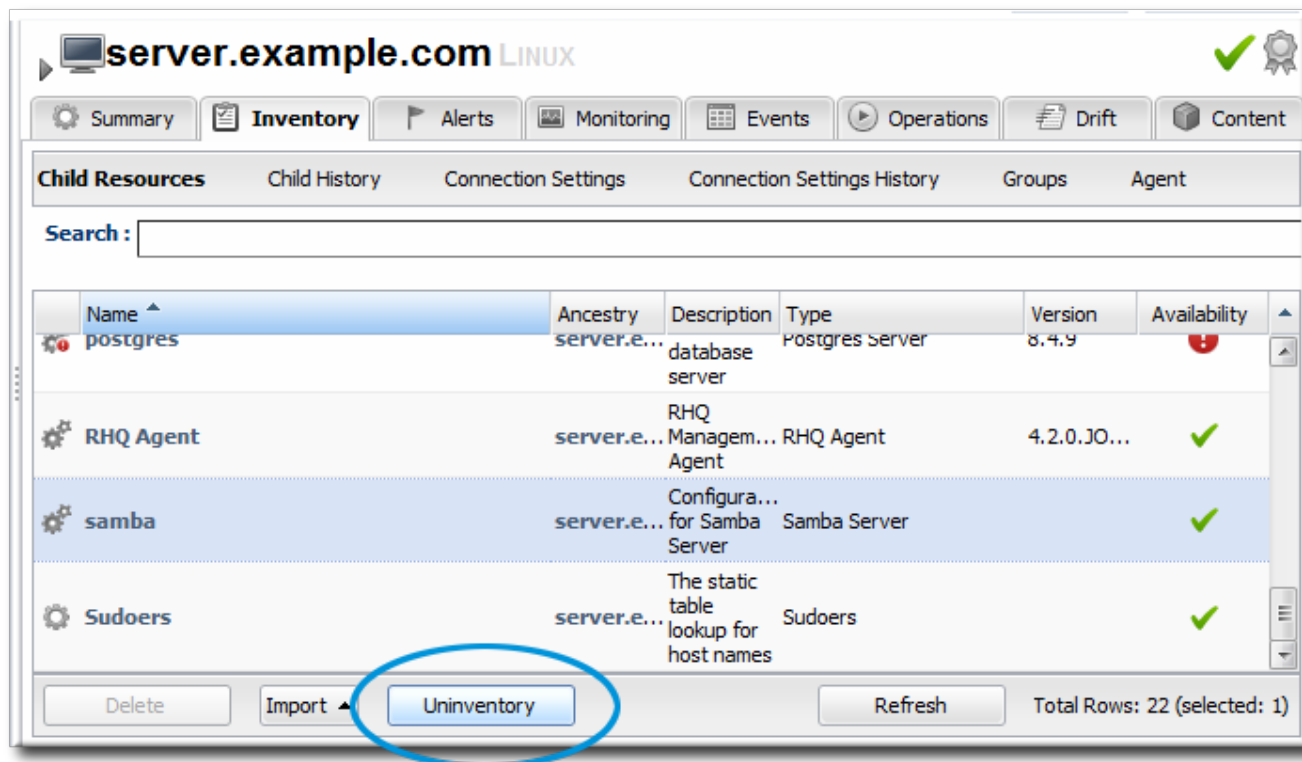 server.example.com LINUX
Summary Inventory Alerts Monitoring Events Operations Drift Content
Child Resources Child History Connection Settings Connection Settings History Groups Agent
Search :
Name Ancestry Description Type Version Availability
postgres server.e... database server Postgres Server 8.4.9
RHQ Agent server.e... RHQ Managem... Agent RHQ Agent 4.2.0.JO...
samba server.e... Configura... for Samba Server Samba Server
Sudoers server.e... The static table lookup for host names Sudoers
Delete Import Uninventory Refresh Total Rows: 22 (selected: 1)